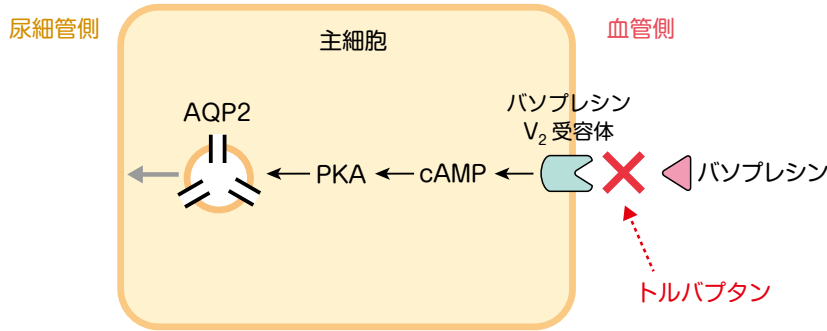 尿細管側
主細胞
血管側
AQP2
バソプレシン
V2 受容体
PKA
cAMP
バソプレシン
トルバプタン